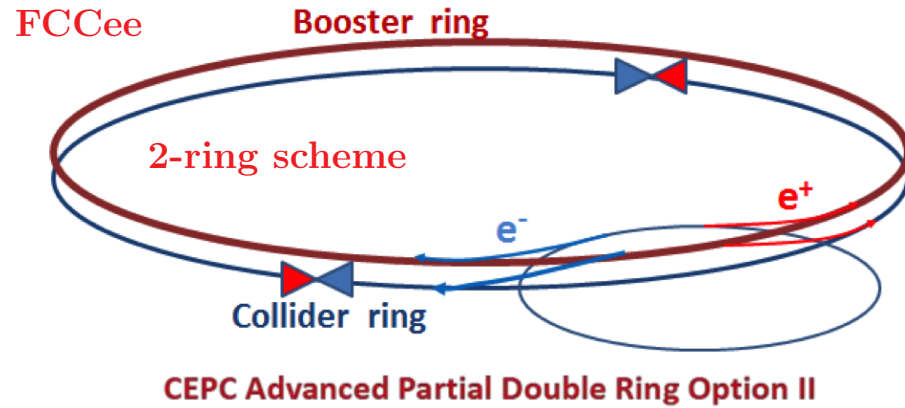 FCCee
Booster ring
2-ring scheme
e⁺
e⁻
Collider ring
CEPC Advanced Partial Double Ring Option II